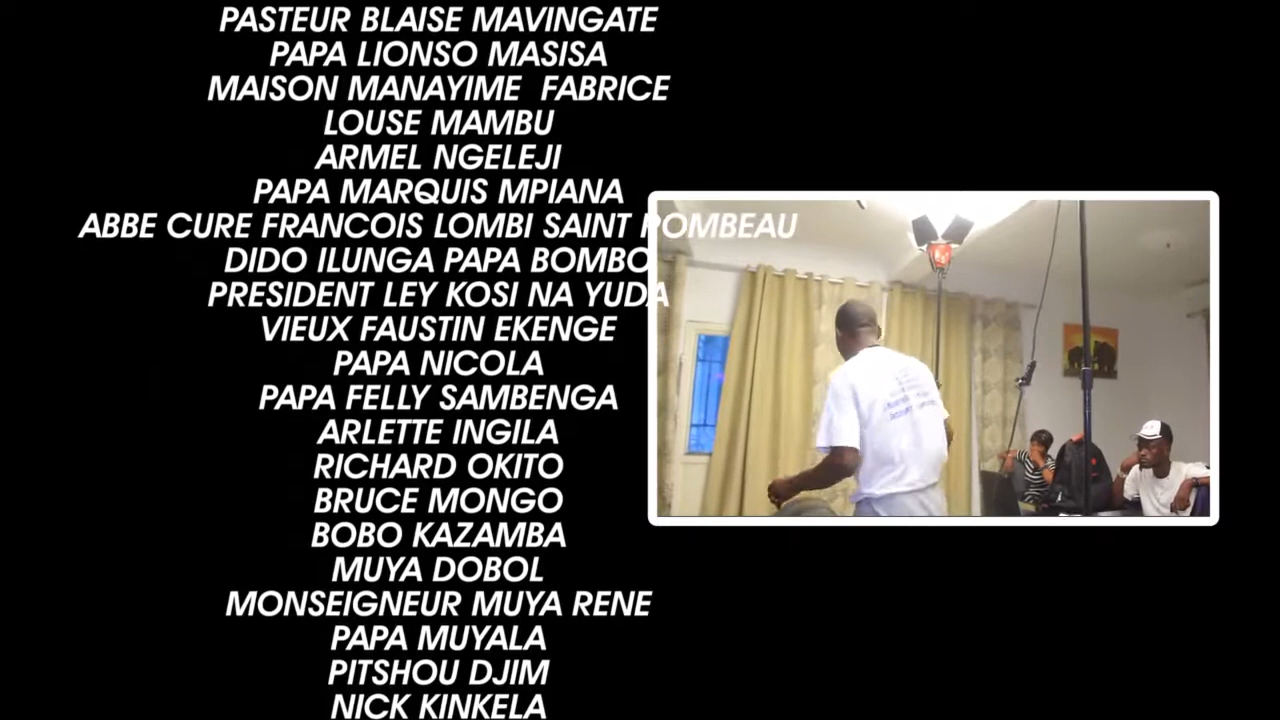 PASTEUR BLAISE MAVINGATE
PAPA LIONSO MASISA
MAISON MANAYIME  FABRICE
LOUSE MAMBU
ARMEL NGELEJI
PAPA MARQUIS MPIANA
ABBE CURE FRANCOIS LOMBI SAINT POMBEAU
DIDO ILUNGA PAPA BOMBO
PRESIDENT LEY KOSI NA YUDA
VIEUX FAUSTIN EKENGE
PAPA NICOLA
PAPA FELLY SAMBENGA
ARLETTE INGILA
RICHARD OKITO
BRUCE MONGO
BOBO KAZAMBA
MUYA DOBOL
MONSEIGNEUR MUYA RENE
PAPA MUYALA
PITSHOU DJIM
NICK KINKELA